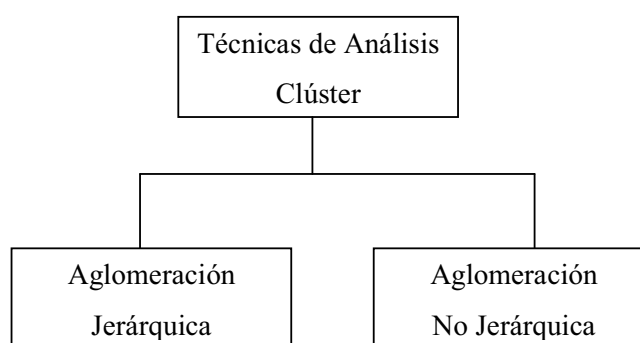 Técnicas de Análisis
Clúster
Aglomeración
Jerárquica
Aglomeración
No Jerárquica